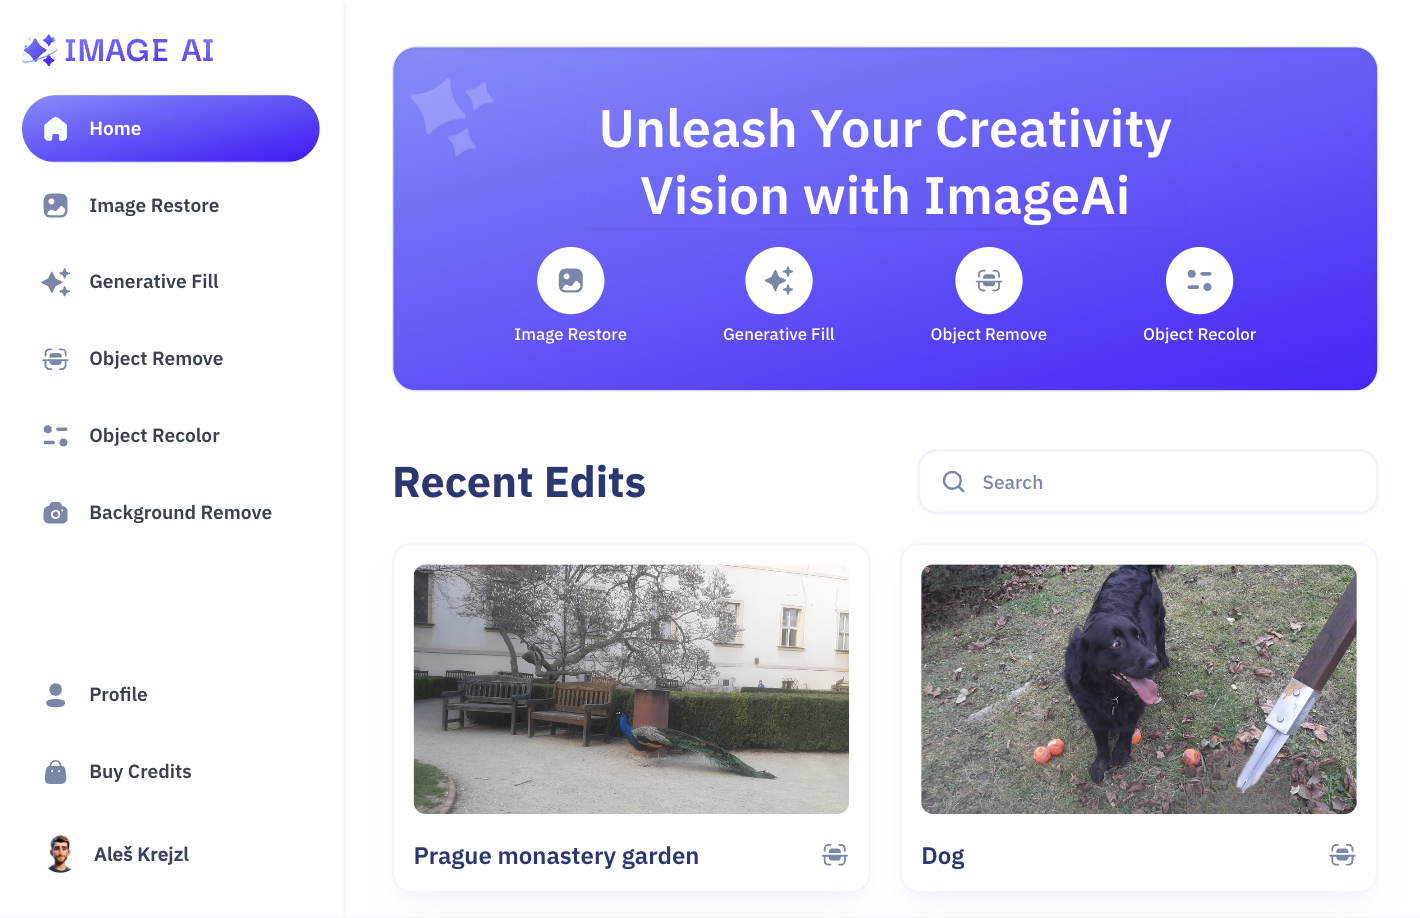 IMAGE AI
Home
Image Restore
Generative Fill
Object Remove
Object Recolor
Background Remove
Profile
Buy Credits
Aleš Krejzl
Unleash Your Creativity
Vision with ImageAi
Image Restore
Generative Fill
Object Remove
Object Recolor
Recent Edits
Search
Prague monastery garden
Dog